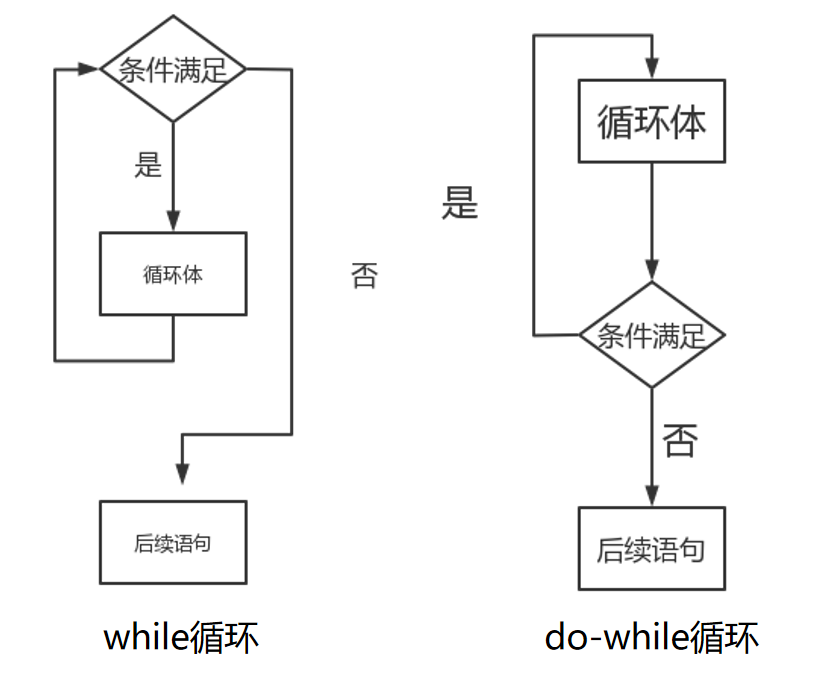 条件满足
是
循环体
否
后续语句
while循环
循环体
是
条件满足
否
后续语句
do-while循环